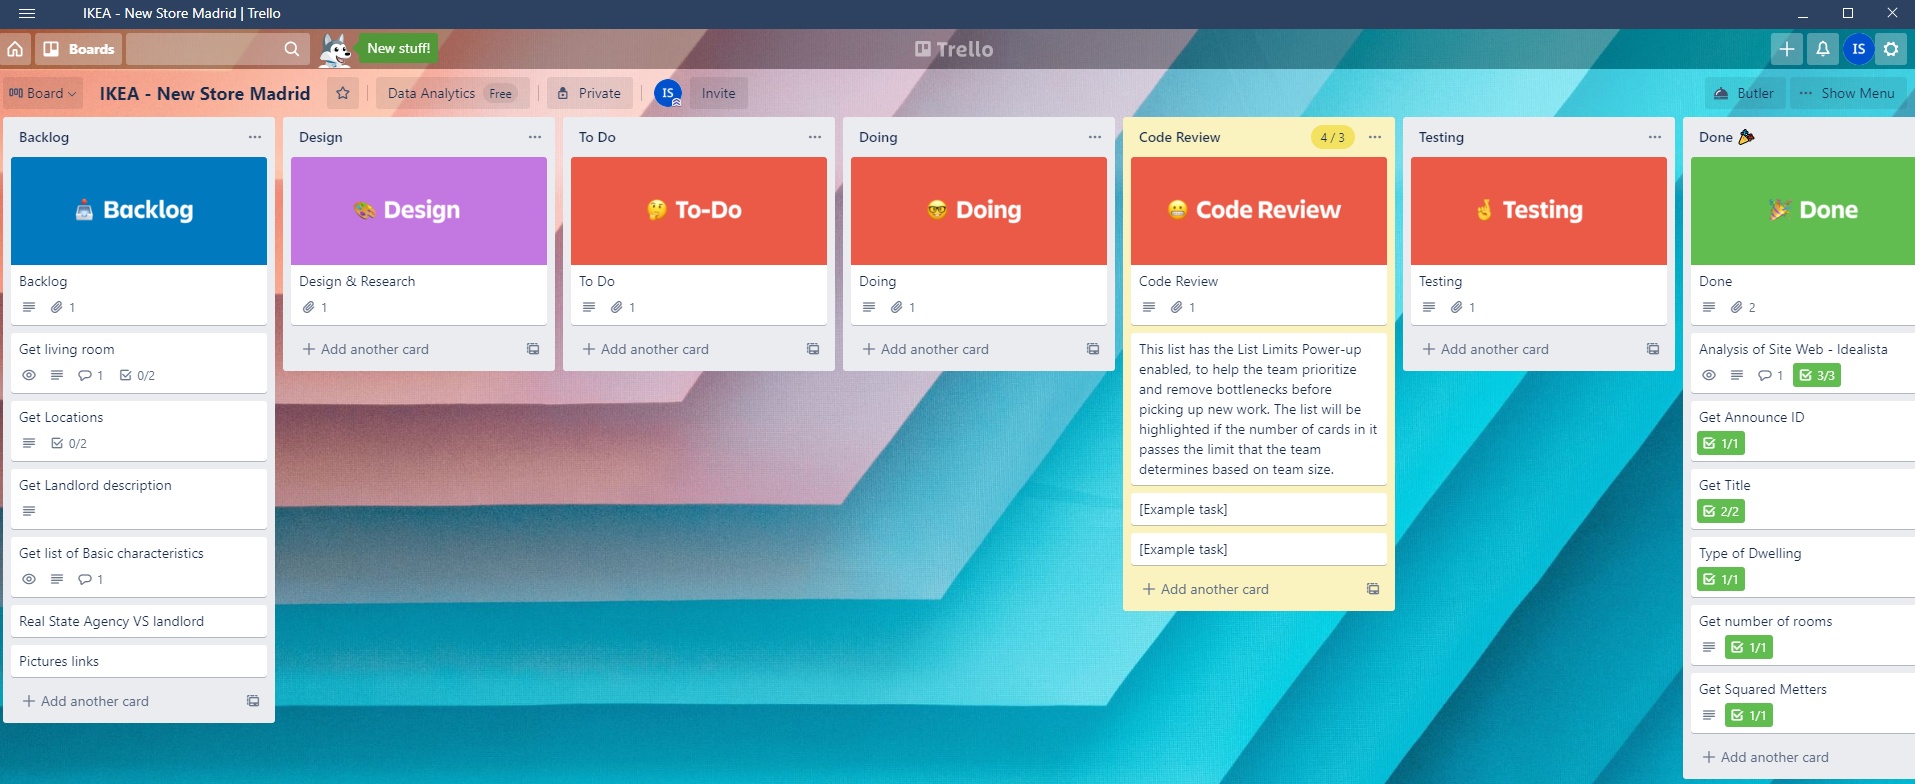 IKEA - New Store Madrid | Trello
Boards
New stuff!
Trello
IS
Board
IKEA - New Store Madrid
Data Analytics Free
Private
IS
Invite
Butler
··· Show Menu
Backlog
Backlog
Backlog
1
Get living room
1 0/2
Get Locations
0/2
Get Landlord description
Get list of Basic characteristics
1
Real State Agency VS landlord
Pictures links
+ Add another card
Design
Design
Design & Research
1
+ Add another card
To Do
To-Do
To Do
1
+ Add another card
Doing
Doing
Doing
1
+ Add another card
Code Review 4 / 3
Code Review
Code Review
1
This list has the List Limits Power-up
enabled, to help the team prioritize
and remove bottlenecks before
picking up new work. The list will be
highlighted if the number of cards in it
passes the limit that the team
determines based on team size.
[Example task]
[Example task]
+ Add another card
Testing
Testing
Testing
1
+ Add another card
Done
Done
Done
2
Analysis of Site Web - Idealista
1 3/3
Get Announce ID
1/1
Get Title
2/2
Type of Dwelling
1/1
Get number of rooms
1/1
Get Squared Metters
1/1
+ Add another card